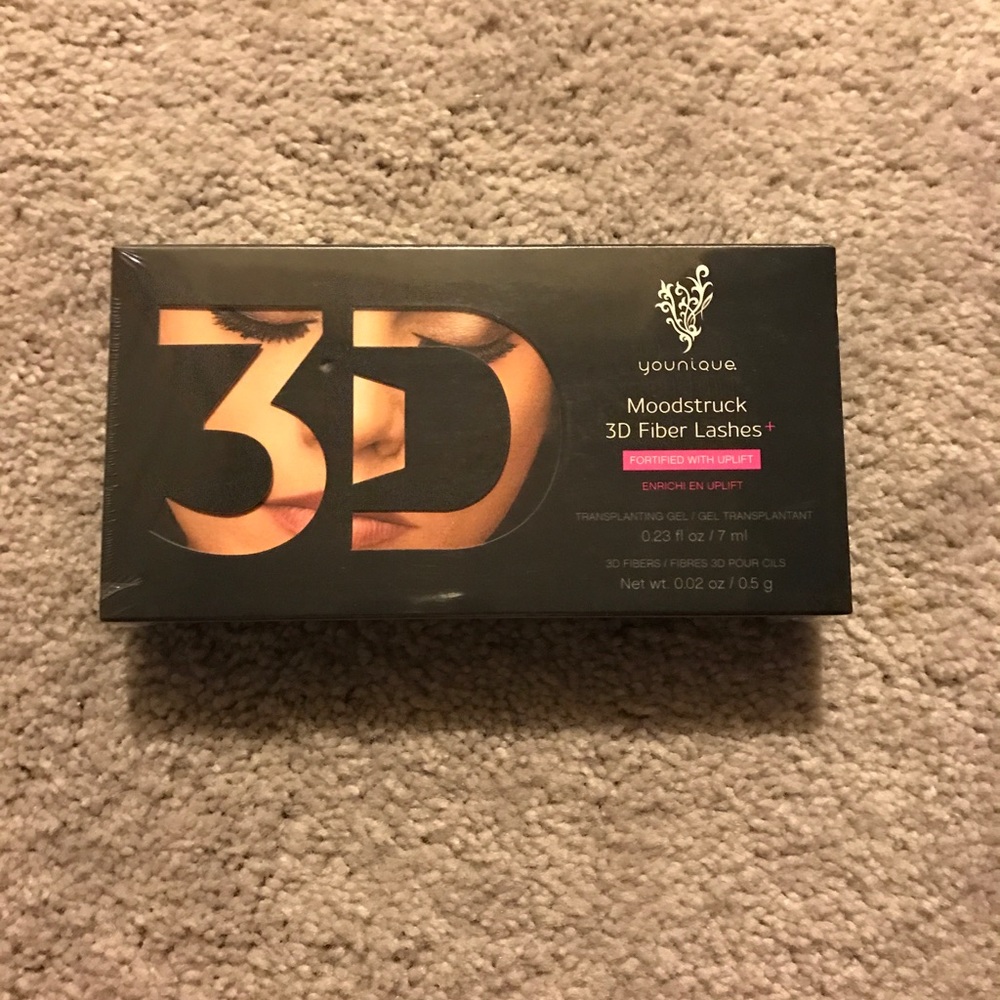 3D
younique.
Moodstruck
3D Fiber Lashes+
FORTIFIED WITH UPLIFT
ENRICHI EN UPLIFT
TRANSPLANTING GEL / GEL TRANSPLANTANT
0.23 fl oz / 7 ml
3D FIBERS / FIBRES 3D POUR CILS
Net wt. 0.02 oz / 0.5 g